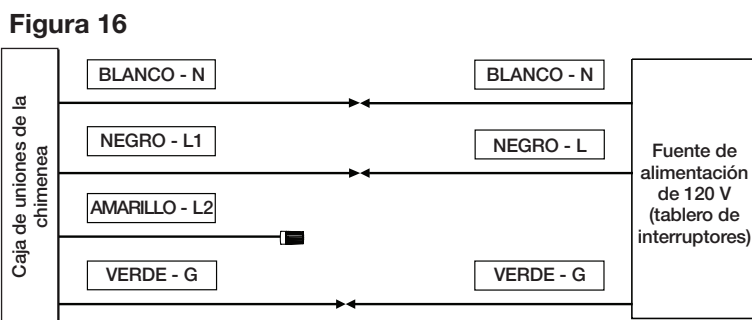 Figura 16
BLANCO - N
BLANCO - N
NEGRO - L1
NEGRO - L
AMARILLO - L2
VERDE - G
VERDE - G
Caja de uniones de la
chimenea
Fuente de
alimentación
de 120 V
(tablero de
interruptores)